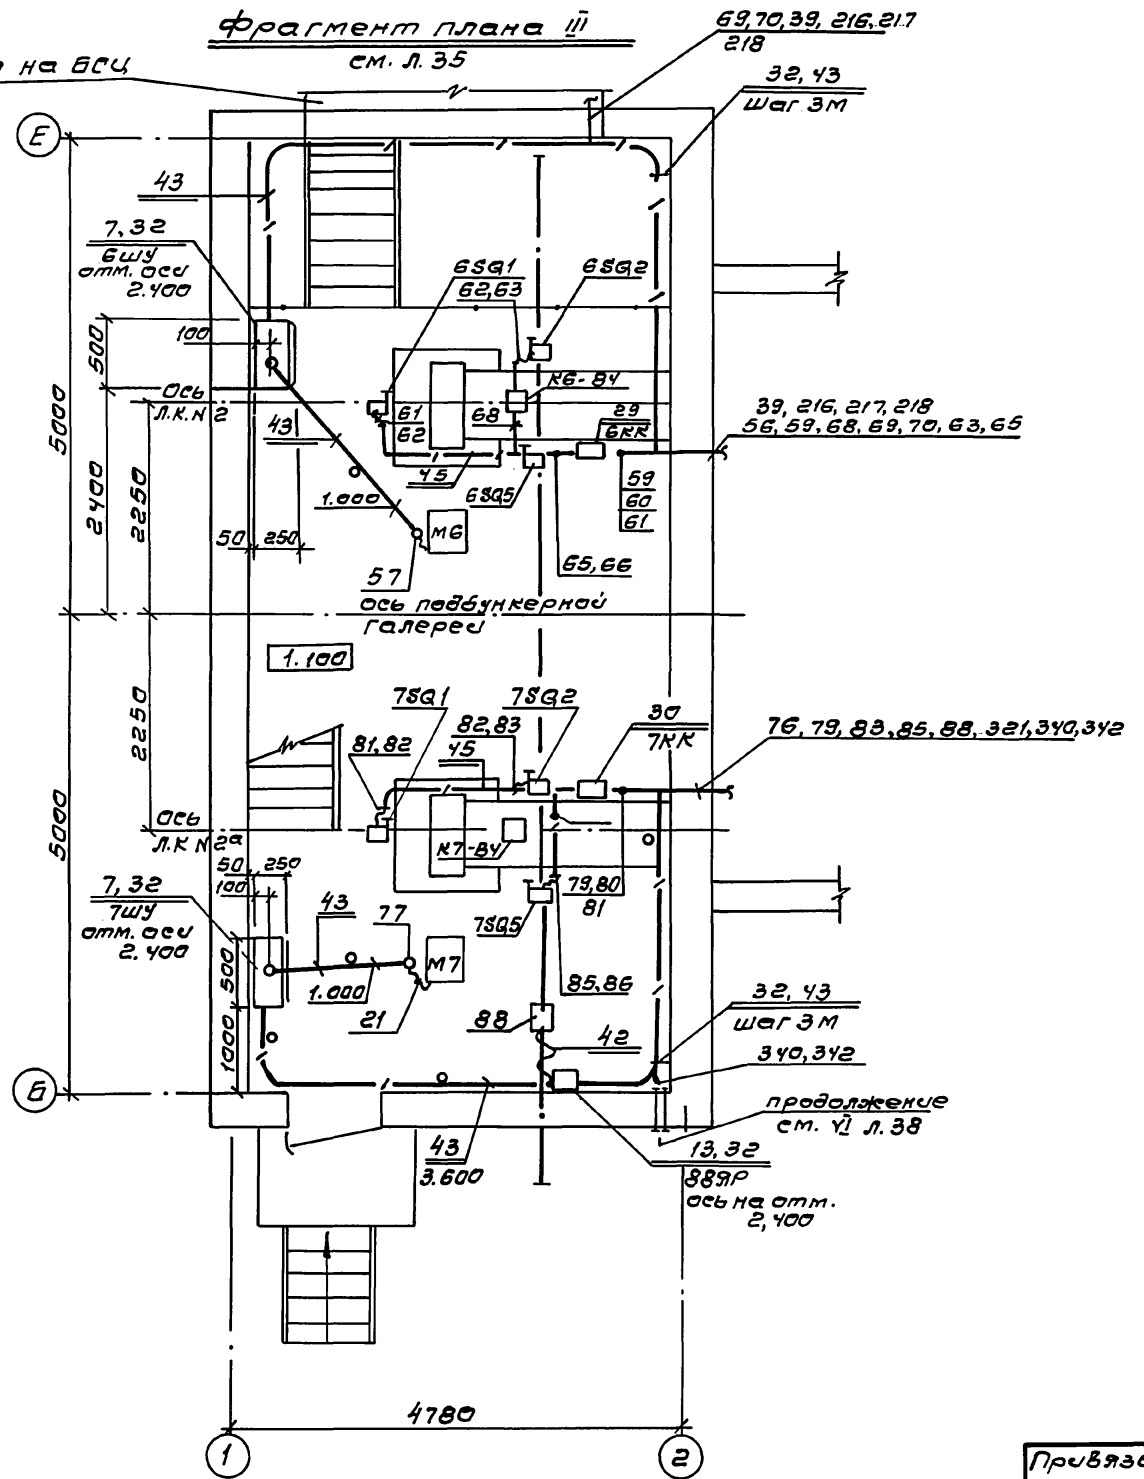 Фрагмент плана III
см. л. 35
на БСЦ
69,70,39, 216,217
218
32,43
шаг 3м
Е
43
7,32
6ШУ
отм. оси
2.400
6SQ1
62,63
6SQ2
100
500
5000
2400
2250
ось
Л.К.N2
К6-В4
61
62
68
29
6КК
39, 216, 217, 218
56, 59, 68, 69, 70, 63, 65
43
45
6SQ5
59
60
61
1.000
50
250
М6
57
65,66
ось подбункерной
галереи
1.100
2250
5000
7SQ1
7SQ2
81,82
82,83
45
30
7КК
76, 79, 83, 85, 88, 321, 340, 342
ось
Л.К N2а
К7-В4
50
250
100
7,32
7ШУ
отм. оси
2.400
43
77
7SQ5
79,80
81
500
1.000
М7
21
85,86
1000
88
42
32,43
шаг 3м
340,342
Б
продолжение
см. VI л.38
43
3.600
13,32
88ЯР
ось на отм.
2,400
4780
1
2